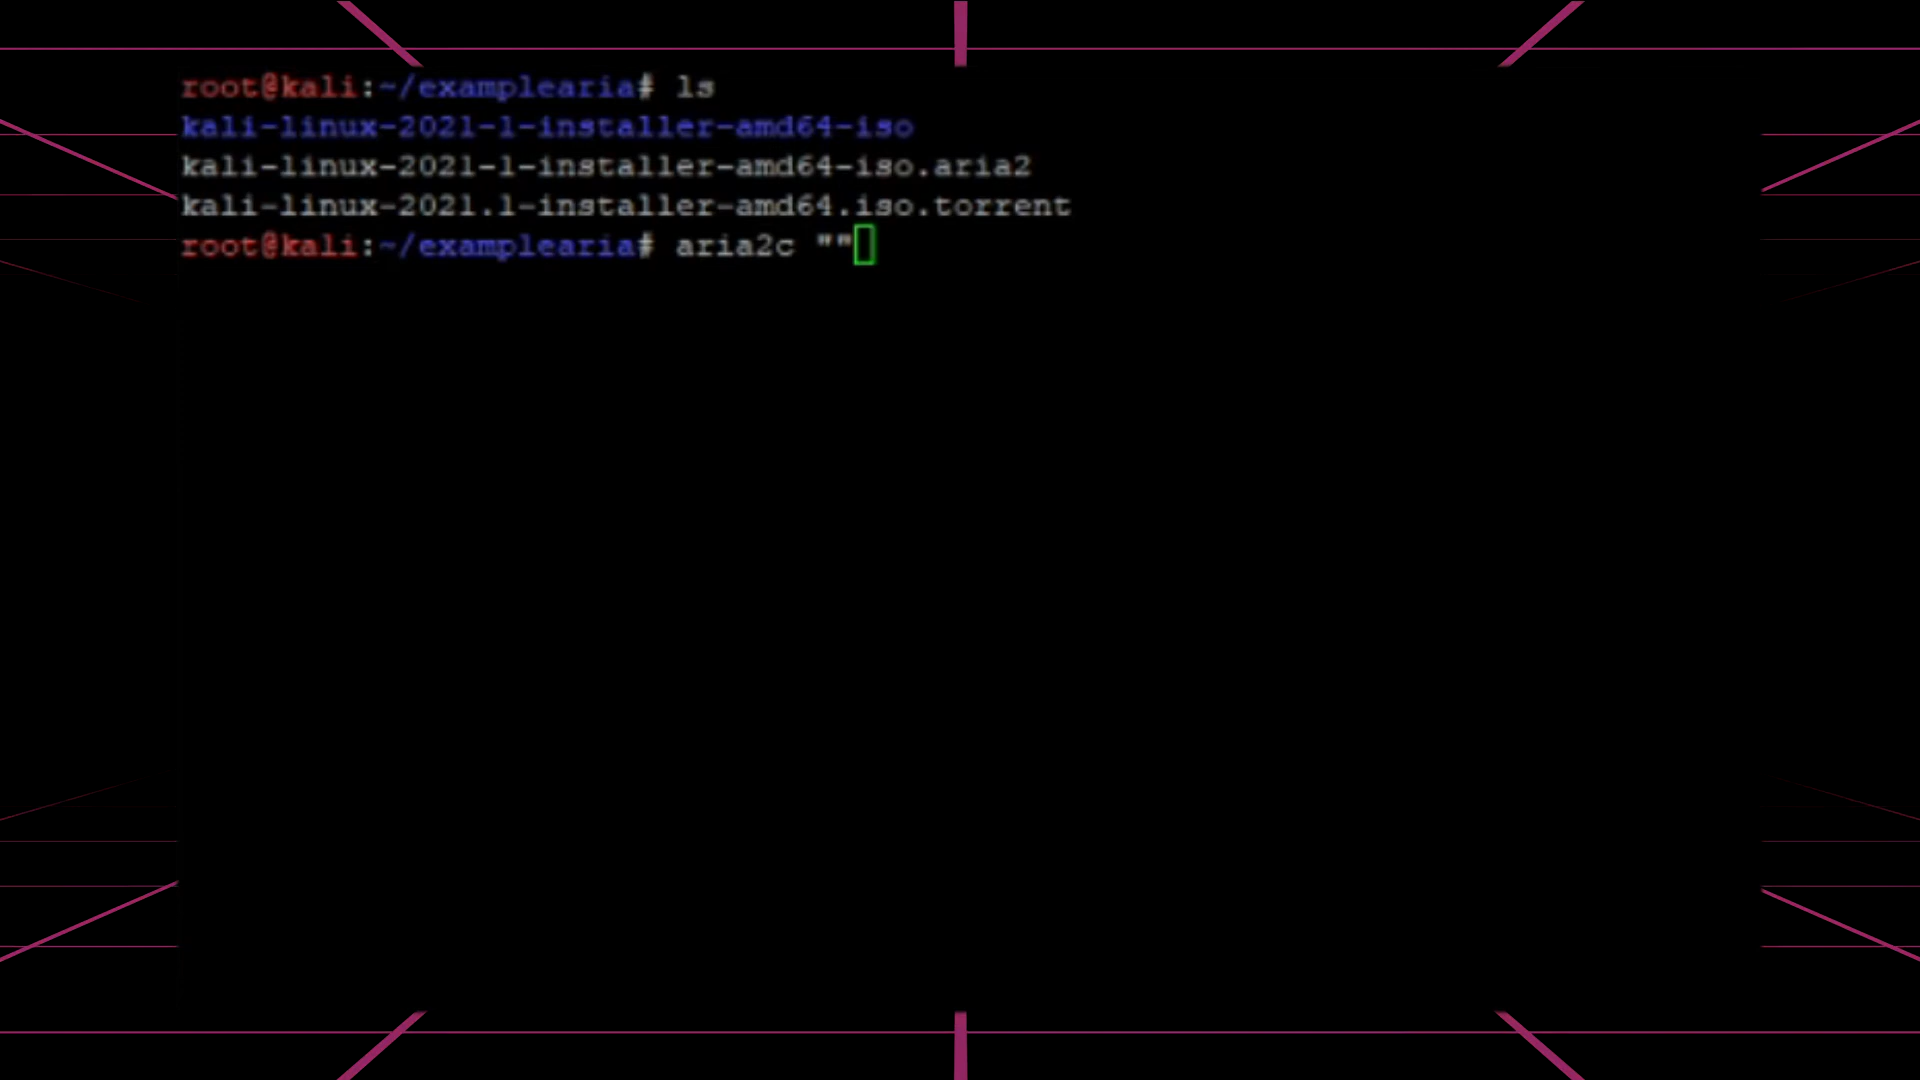 root@kali:~/examplearia# ls
kali-linux-2021-1-installer-amd64-iso
kali-linux-2021-1-installer-amd64-iso.aria2
kali-linux-2021.1-installer-amd64.iso.torrent
root@kali:~/examplearia# aria2c ""